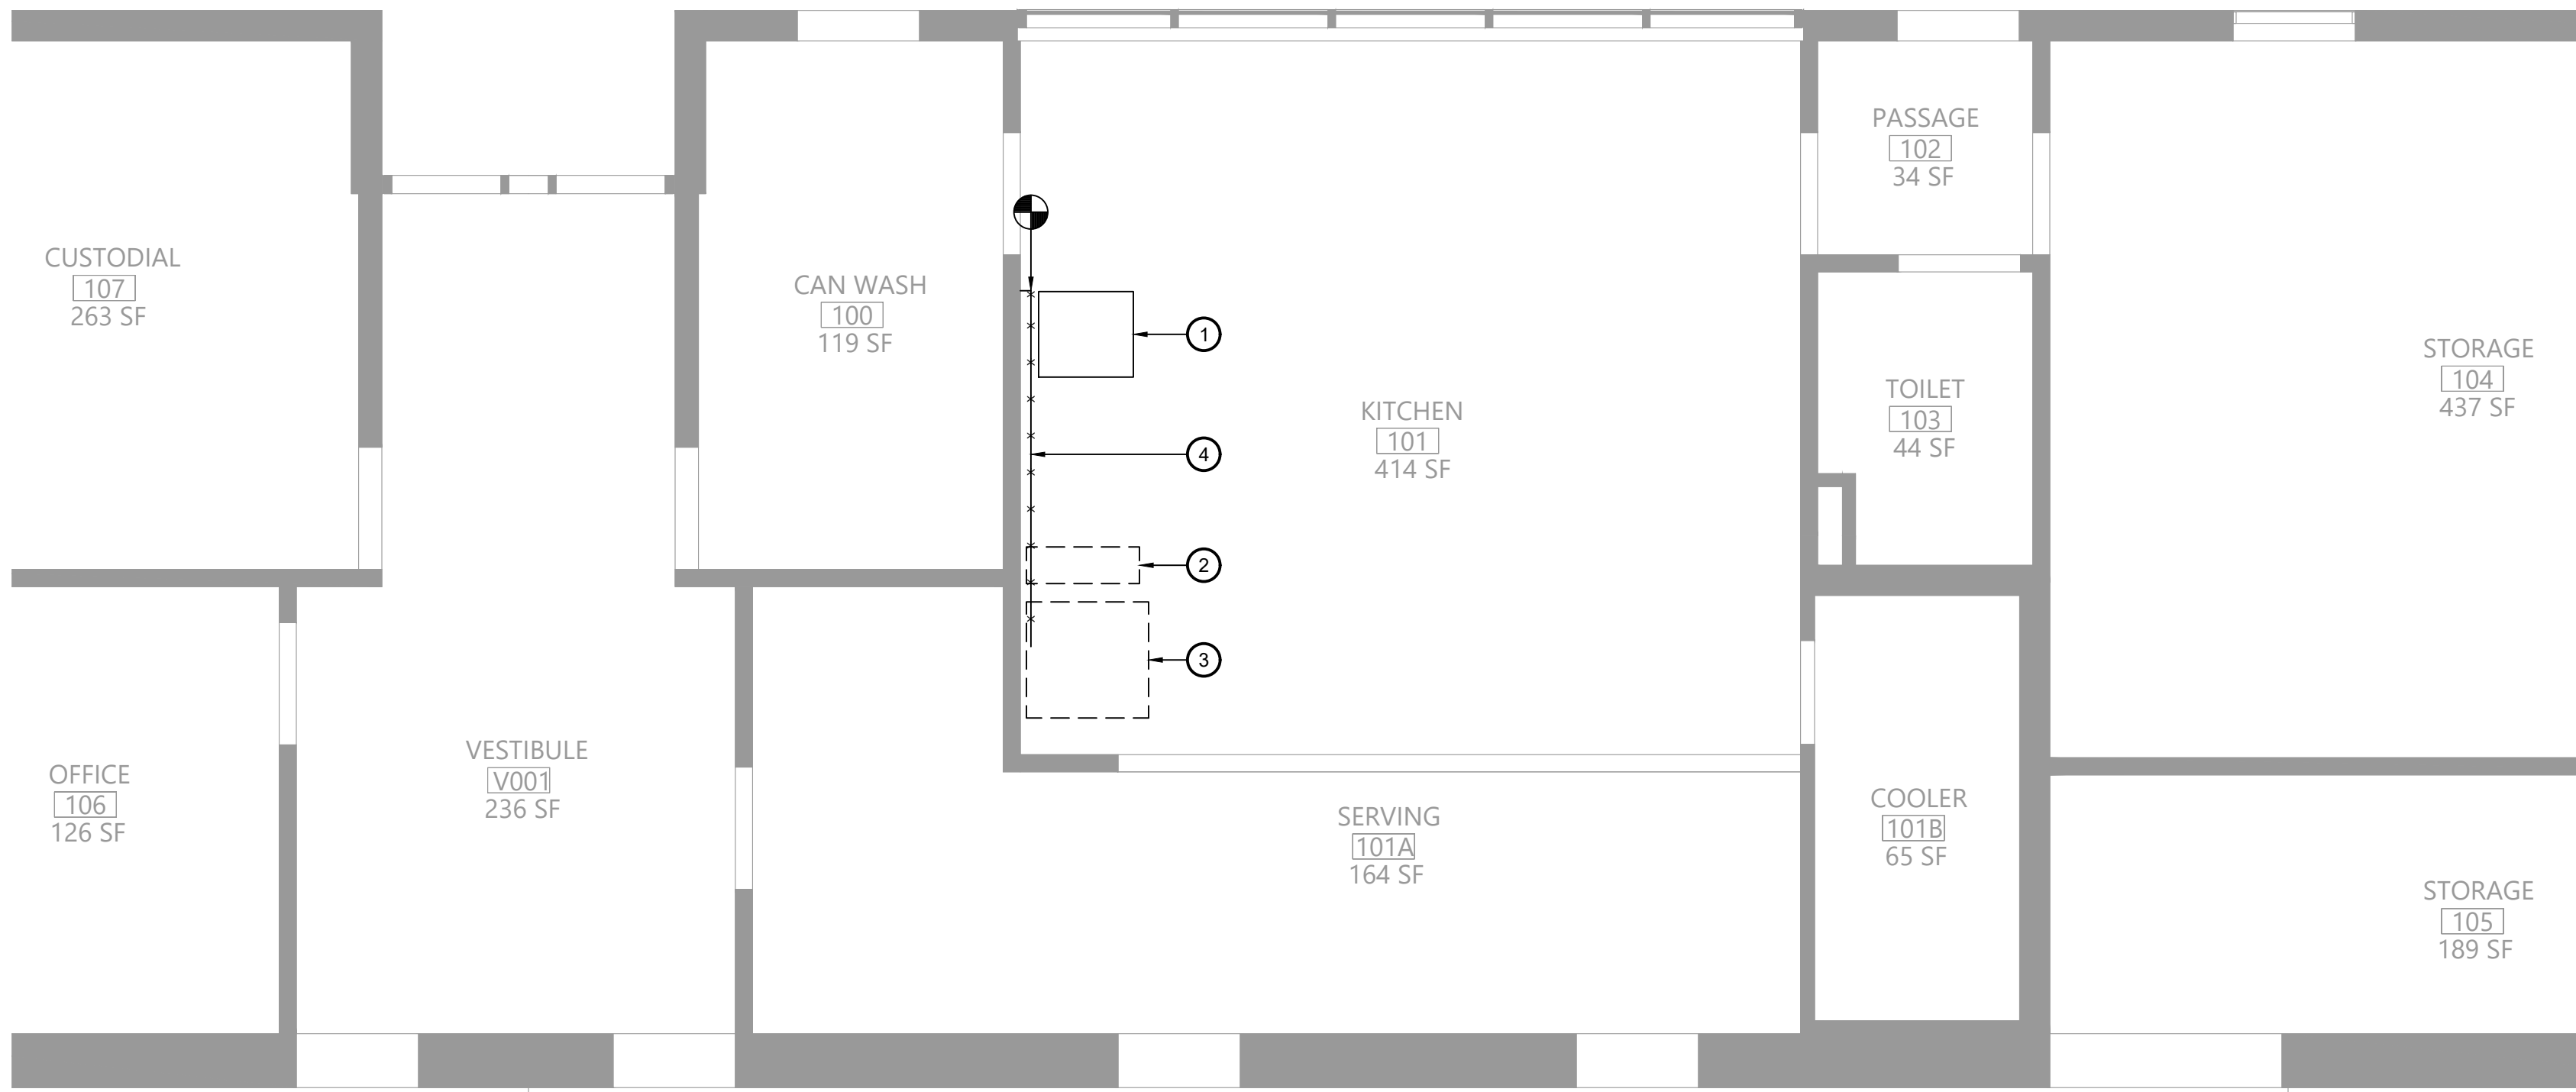 CUSTODIAL
107
263 SF
OFFICE
106
126 SF
VESTIBULE
V001
236 SF
CAN WASH
100
119 SF
KITCHEN
101
414 SF
1
4
2
3
SERVING
101A
164 SF
PASSAGE
102
34 SF
TOILET
103
44 SF
COOLER
101B
65 SF
STORAGE
104
437 SF
STORAGE
105
189 SF